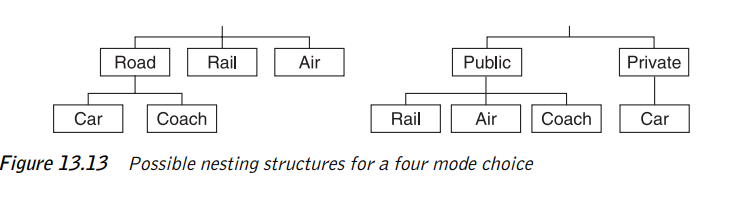 Road Rail Air Public Private
Car Coach Rail Air Coach Car
Figure 13.13 Possible nesting structures for a four mode choice